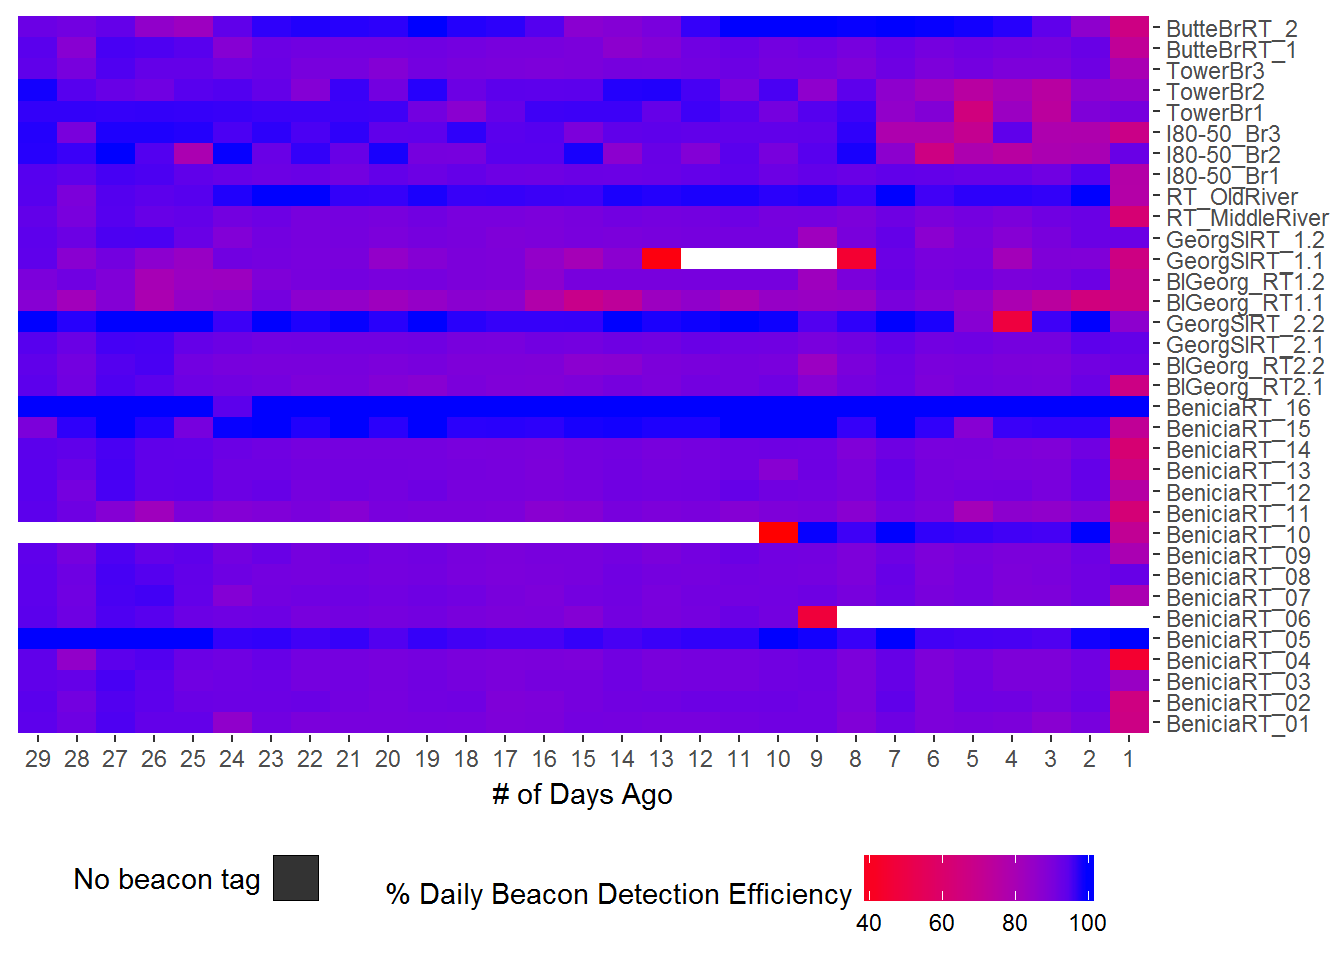 ButteBrRT_2
ButteBrRT_1
TowerBr3
TowerBr2
TowerBr1
I80-50_Br3
I80-50_Br2
I80-50_Br1
RT_OldRiver
RT_MiddleRiver
GeorgSlRT_1.2
GeorgSlRT_1.1
BlGeorg_RT1.2
BlGeorg_RT1.1
GeorgSlRT_2.2
GeorgSlRT_2.1
BlGeorg_RT2.2
BlGeorg_RT2.1
BeniciaRT_16
BeniciaRT_15
BeniciaRT_14
BeniciaRT_13
BeniciaRT_12
BeniciaRT_11
BeniciaRT_10
BeniciaRT_09
BeniciaRT_08
BeniciaRT_07
BeniciaRT_06
BeniciaRT_05
BeniciaRT_04
BeniciaRT_03
BeniciaRT_02
BeniciaRT_01
29 28 27 26 25 24 23 22 21 20 19 18 17 16 15 14 13 12 11 10 9 8 7 6 5 4 3 2 1
# of Days Ago
No beacon tag
% Daily Beacon Detection Efficiency
40 60 80 100